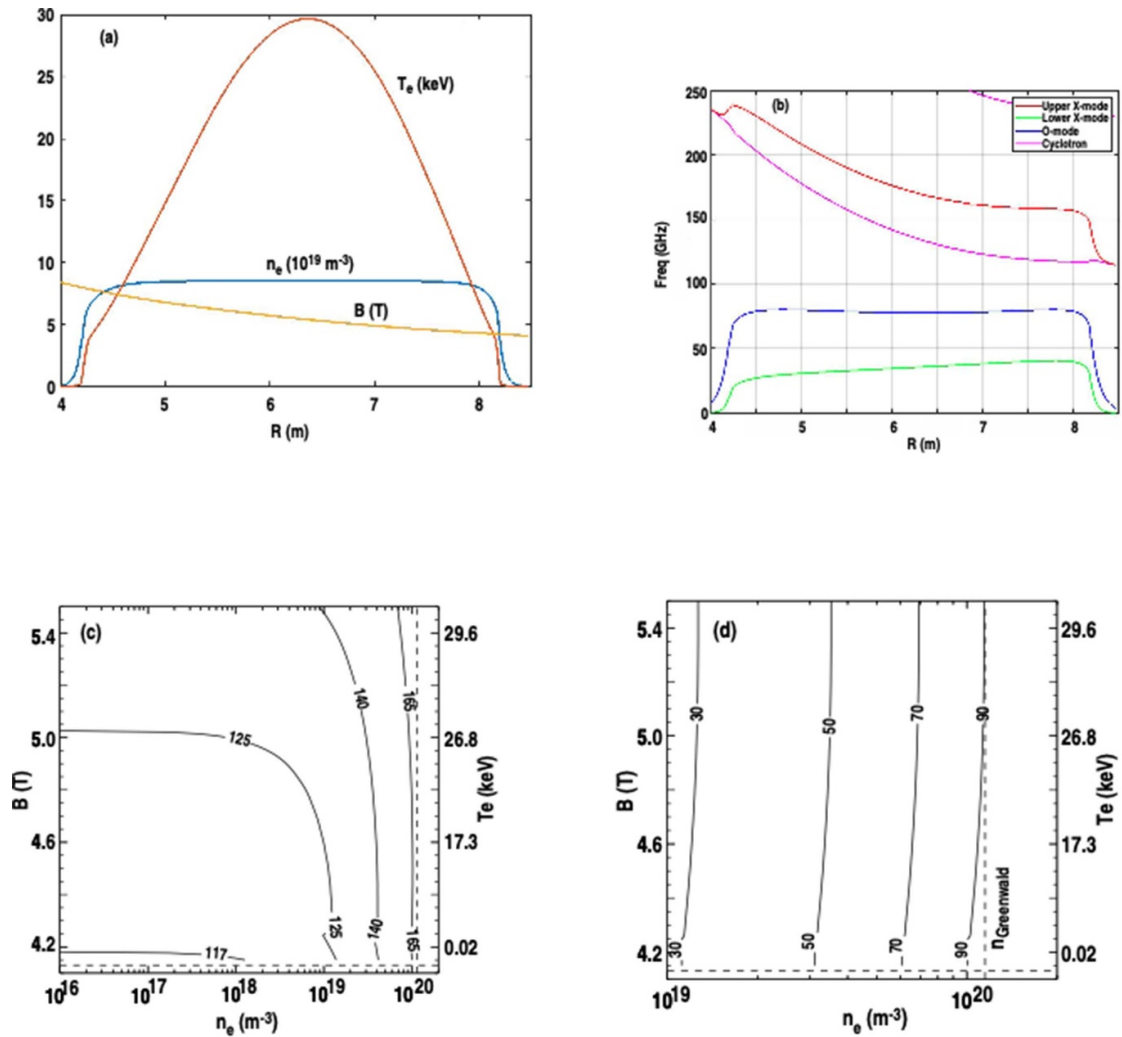 (a)
30
25
20
15
10
5
0
T_e (keV)
n_e (10^19 m^-3)
B (T)
4 5 6 7 8
R (m)
(b)
250
200
150
100
50
0
Freq (GHz)
Upper X-mode
Lower X-mode
O-mode
Cyclotron
4 5 6 7 8
R (m)
(c)
5.4
5.0
4.6
4.2
B (T)
140
165
125
125
140
165
117
29.6
26.8
17.3
0.02
Te (keV)
10^16 10^17 10^18 10^19 10^20
n_e (m^-3)
(d)
5.4
5.0
4.6
4.2
B (T)
30 50 70 90
30 50 70 90
n_Greenwald
29.6
26.8
17.3
0.02
Te (keV)
10^19 10^20
n_e (m^-3)